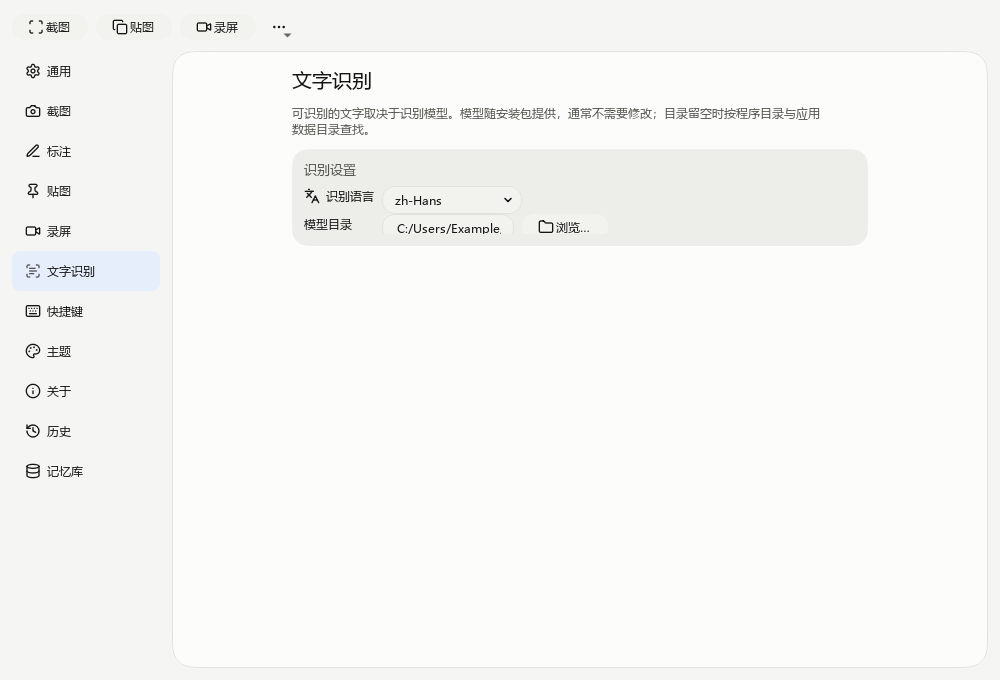 截图 贴图 录屏 ...
通用
截图
标注
贴图
录屏
文字识别
快捷键
主题
关于
历史
记忆库
文字识别
可识别的文字取决于识别模型。模型随安装包提供，通常不需要修改；目录留空时按程序目录与应用
数据目录查找。
识别设置
识别语言 zh-Hans
模型目录 C:/Users/Example 浏览...